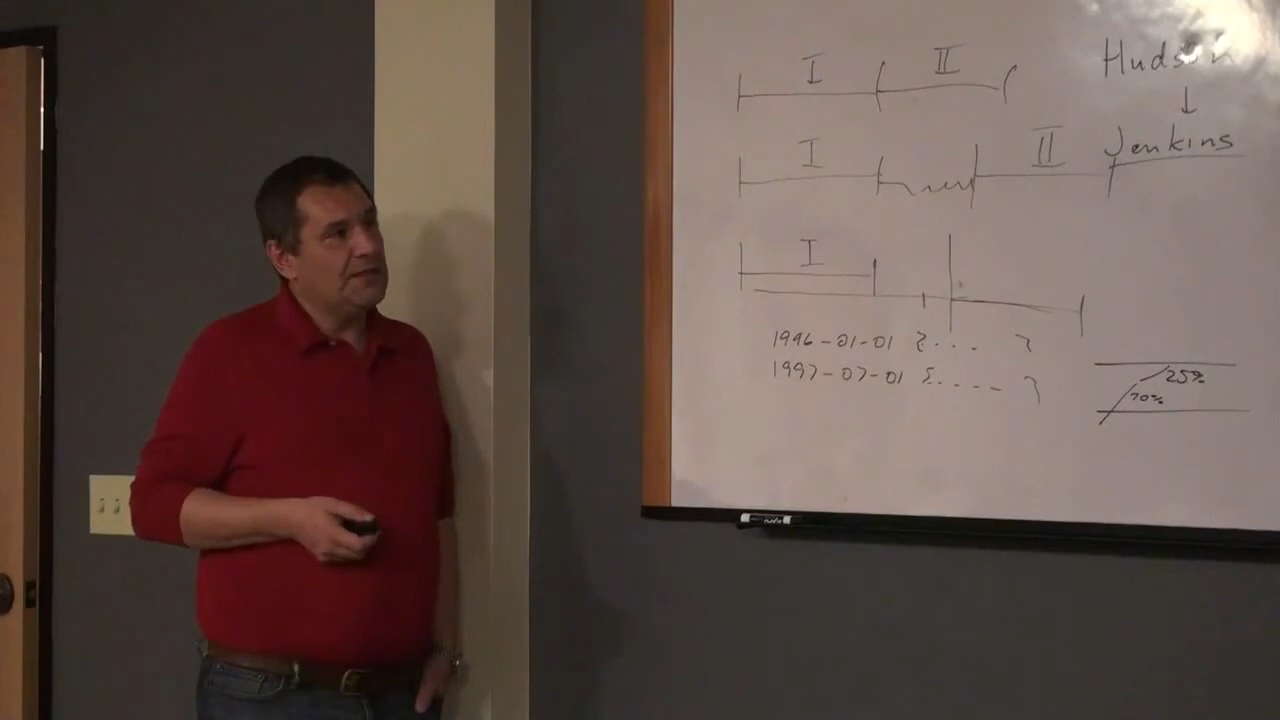 I II
Hudson
↓
I II
Jenkins
I
1996-01-01 {... }
1997-07-01 {..... }
25%
70%